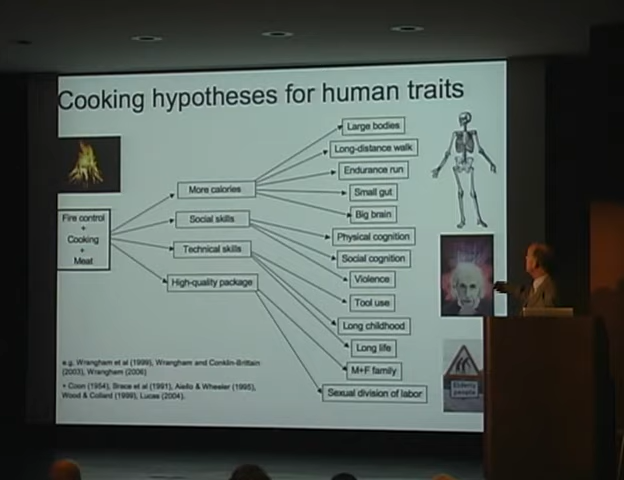 Cooking hypotheses for human traits
Large bodies
Long-distance walk
Endurance run
More calories
Small gut
Big brain
Fire control
+
Cooking
+
Meat
Social skills
Physical cognition
Technical skills
Social cognition
High-quality package
Violence
Tool use
Long childhood
Long life
M+F family
Sexual division of labor
e.g. Wrangham et al (1999), Wrangham and Conklin-Brittain
(2003), Wrangham (2006)
+ Coon (1954), Brace et al (1991), Aiello & Wheeler (1995),
Wood & Collard (1999), Lucas (2004).
Elderly
people